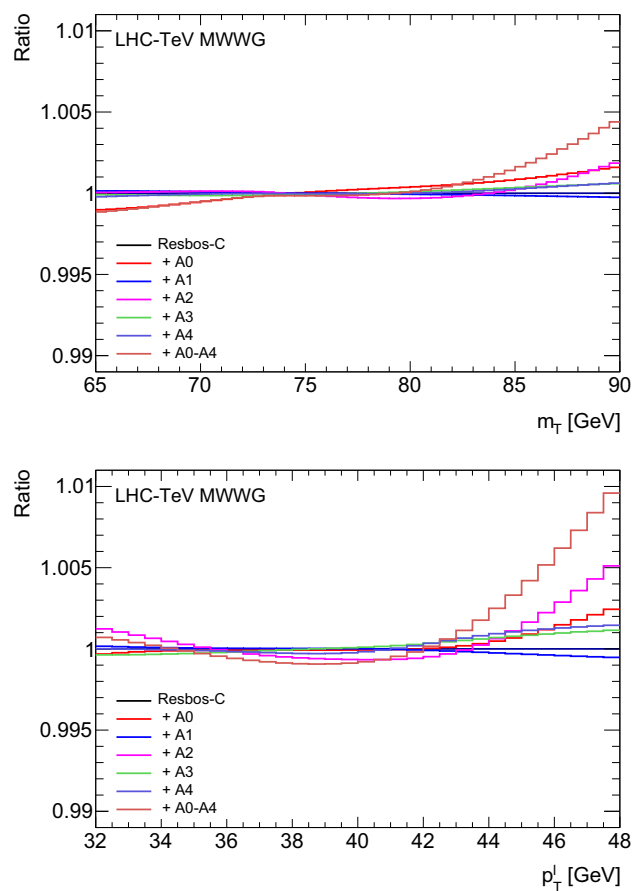 Ratio
LHC-TeV MWWG
1.01
1.005
1
0.995
0.99
Resbos-C
+ A0
+ A1
+ A2
+ A3
+ A4
+ A0-A4
65 70 75 80 85 90
m_T [GeV]
Ratio
LHC-TeV MWWG
1.01
1.005
1
0.995
0.99
Resbos-C
+ A0
+ A1
+ A2
+ A3
+ A4
+ A0-A4
32 34 36 38 40 42 44 46 48
p_T^l [GeV]